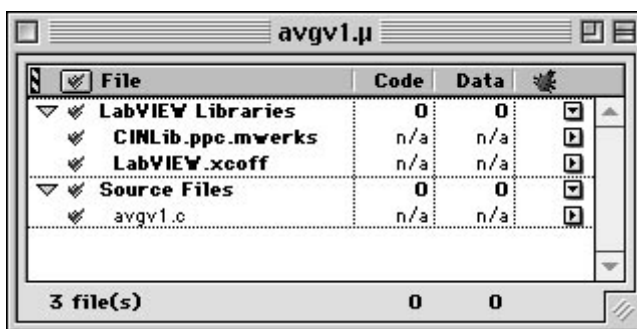 avgv1.µ
File Code Data
LabVIEW Libraries 0 0
CINLib.ppc.mwerks n/a n/a
LabVIEW.xcoff n/a n/a
Source Files 0 0
avgv1.c n/a n/a
3 file(s) 0 0